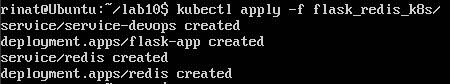 rinat@Ubuntu:~/lab10$ kubectl apply -f flask_redis_k8s/
service/service-devops created
deployment.apps/flask-app created
service/redis created
deployment.apps/redis created